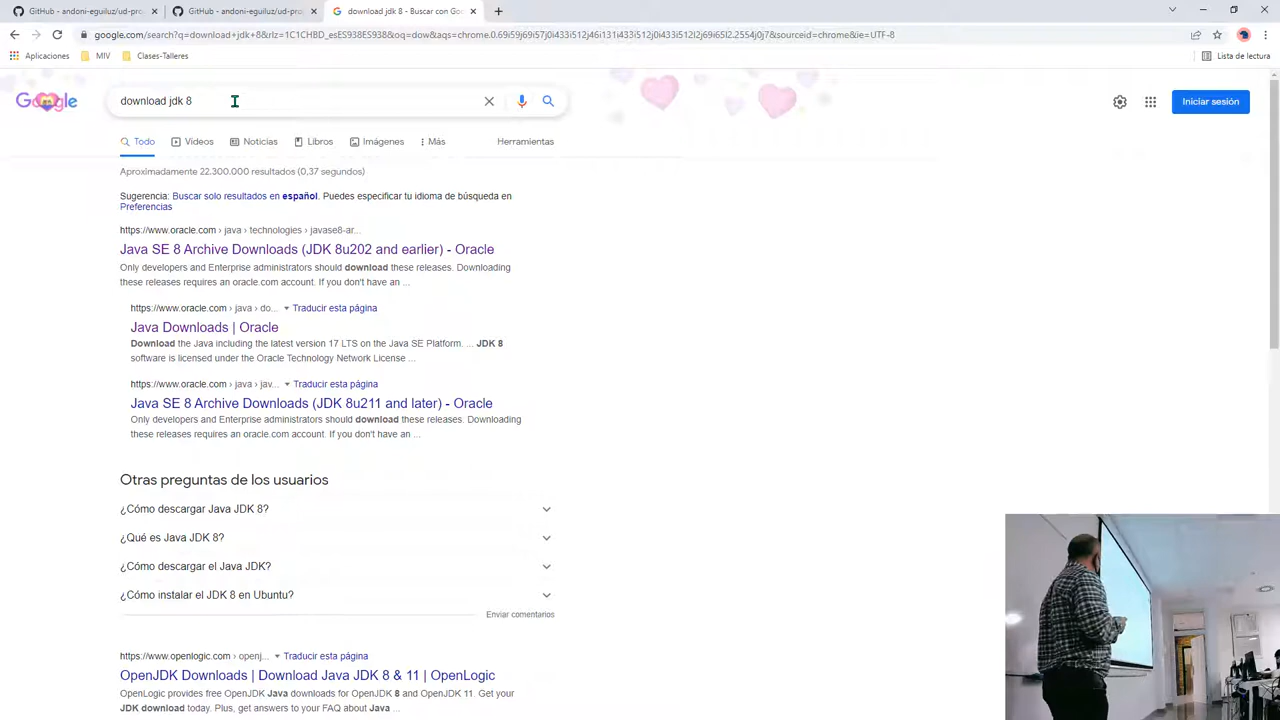 GitHub - andoni-eguiluz/ud-pro
GitHub - andoni-eguiluz/ud-proj
download jdk 8 - Buscar con Goo
google.com/search?q=download+jdk+8&rlz=1C1CHBD_esES938ES938&oq=dow&aqs=chrome.0.69i59j69i57j0i433i512j46i131i433i512j0i433i512j0i512l2j69i65l2.2554j0j7&sourceid=chrome&ie=UTF-8
Aplicaciones
MIV
Clases-Talleres
Lista de lectura
Google
download jdk 8
Iniciar sesión
Todo
Vídeos
Noticias
Libros
Imágenes
Más
Herramientas
Aproximadamente 22.300.000 resultados (0,37 segundos)
Sugerencia: Buscar solo resultados en español. Puedes especificar tu idioma de búsqueda en
Preferencias
https://www.oracle.com › java › technologies › javase8-ar...
Java SE 8 Archive Downloads (JDK 8u202 and earlier) - Oracle
Only developers and Enterprise administrators should download these releases. Downloading
these releases requires an oracle.com account. If you don't have an ...
https://www.oracle.com › java › do... Traducir esta página
Java Downloads | Oracle
Download the Java including the latest version 17 LTS on the Java SE Platform. ... JDK 8
software is licensed under the Oracle Technology Network License ...
https://www.oracle.com › java › jav... Traducir esta página
Java SE 8 Archive Downloads (JDK 8u211 and later) - Oracle
Only developers and Enterprise administrators should download these releases. Downloading
these releases requires an oracle.com account. If you don't have an ...
Otras preguntas de los usuarios
¿Cómo descargar Java JDK 8?
¿Qué es Java JDK 8?
¿Cómo descargar el Java JDK?
¿Cómo instalar el JDK 8 en Ubuntu?
Enviar comentarios
https://www.openlogic.com › openj... Traducir esta página
OpenJDK Downloads | Download Java JDK 8 & 11 | OpenLogic
OpenLogic provides free OpenJDK Java downloads for OpenJDK 8 and OpenJDK 11. Get your
JDK download today. Plus, get answers to your FAQ about Java ...